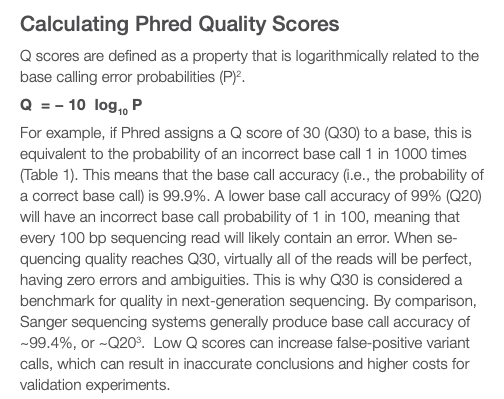 Calculating Phred Quality Scores
Q scores are defined as a property that is logarithmically related to the
base calling error probabilities (P)².
Q = – 10 log₁₀ P
For example, if Phred assigns a Q score of 30 (Q30) to a base, this is
equivalent to the probability of an incorrect base call 1 in 1000 times
(Table 1). This means that the base call accuracy (i.e., the probability of
a correct base call) is 99.9%. A lower base call accuracy of 99% (Q20)
will have an incorrect base call probability of 1 in 100, meaning that
every 100 bp sequencing read will likely contain an error. When se-
quencing quality reaches Q30, virtually all of the reads will be perfect,
having zero errors and ambiguities. This is why Q30 is considered a
benchmark for quality in next-generation sequencing. By comparison,
Sanger sequencing systems generally produce base call accuracy of
~99.4%, or ~Q20³. Low Q scores can increase false-positive variant
calls, which can result in inaccurate conclusions and higher costs for
validation experiments.